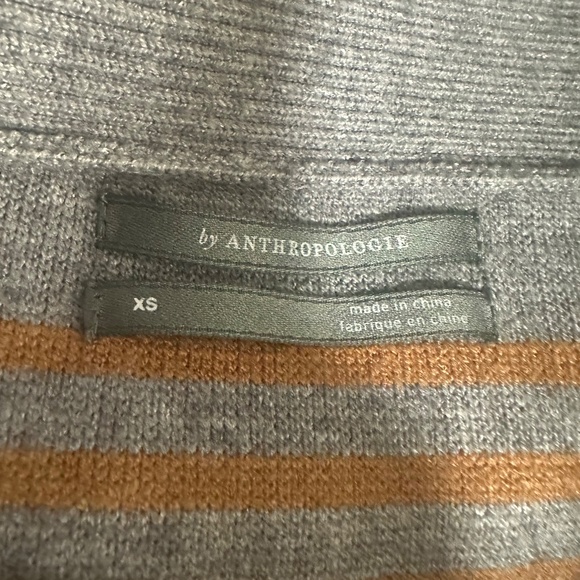 by ANTHROPOLOGIE
XS
made in china
fabrique en chine